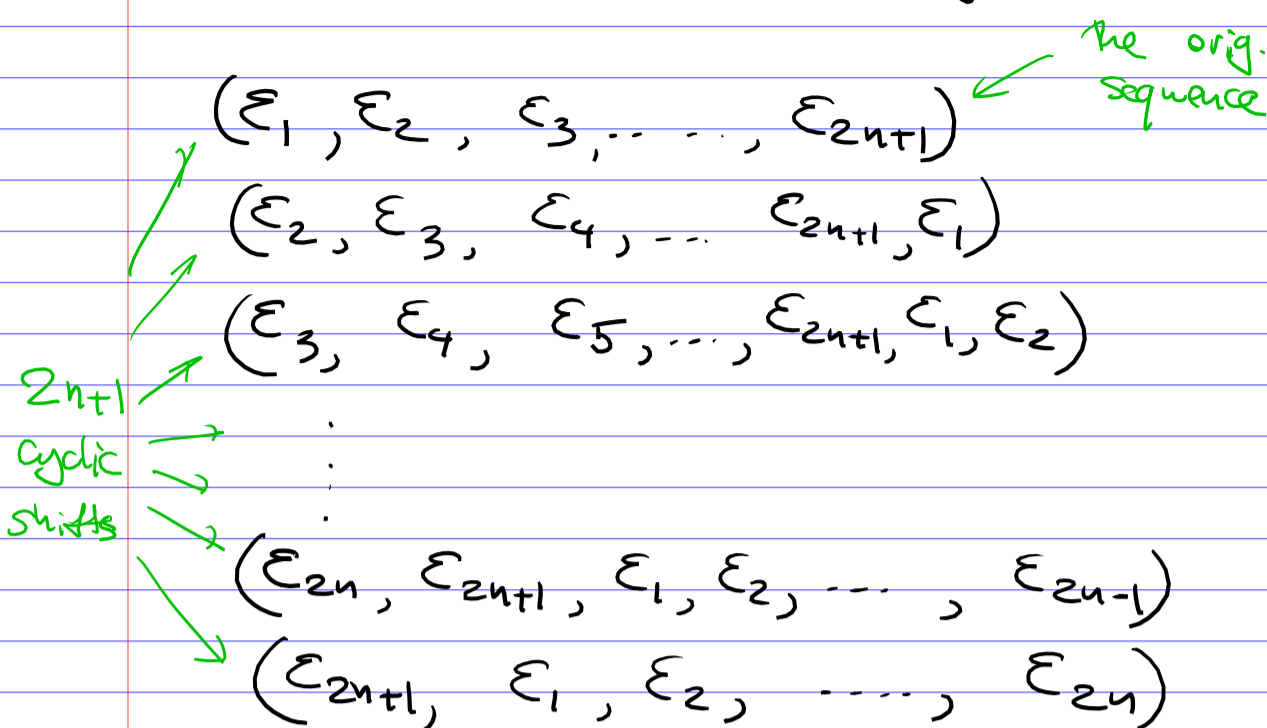 the orig.
sequence
(ε₁, ε₂, ε₃, ..... , ε₂ₙ₊₁)
(ε₂, ε₃, ε₄, ... ε₂ₙ₊₁, ε₁)
(ε₃, ε₄, ε₅, ..., ε₂ₙ₊₁, ε₁, ε₂)
2n+1
cyclic
shifts
(ε₂ₙ, ε₂ₙ₊₁, ε₁, ε₂, ... , ε₂ₙ₋₁)
(ε₂ₙ₊₁, ε₁, ε₂, ...., ε₂ₙ)